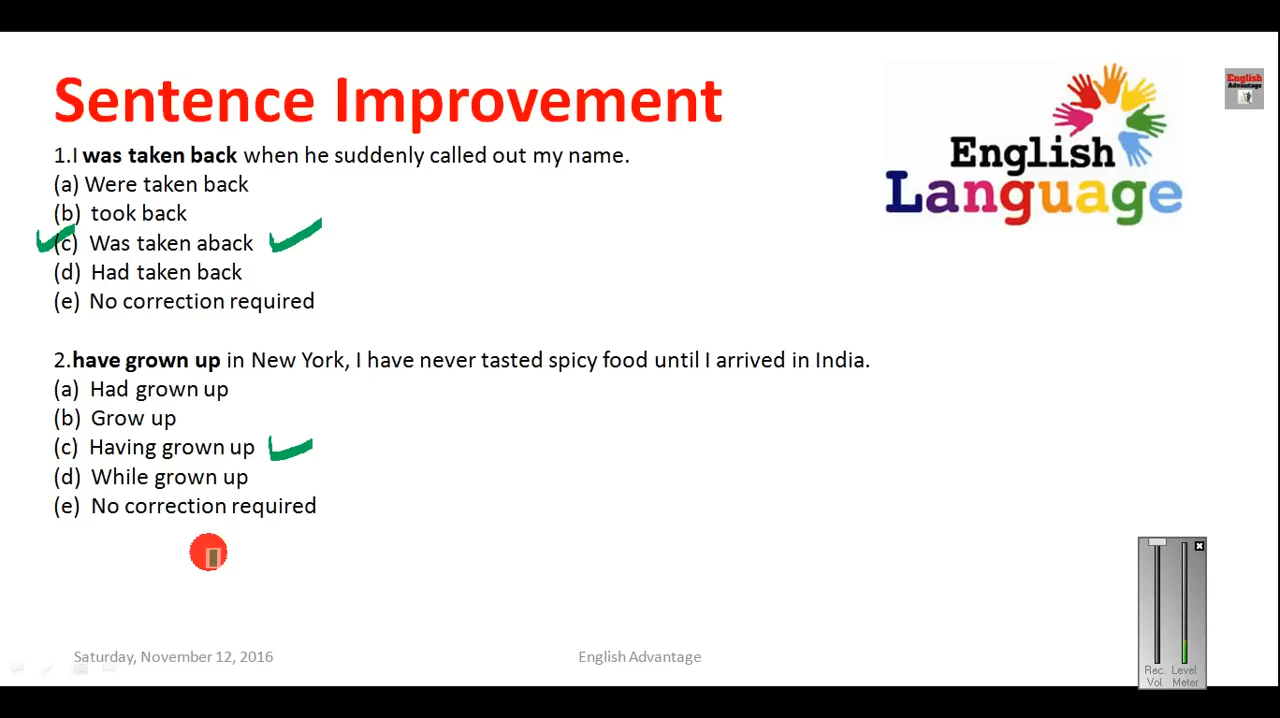 Sentence Improvement
1.I was taken back when he suddenly called out my name.
(a) Were taken back
(b) took back
(c) Was taken aback
(d) Had taken back
(e) No correction required
2.have grown up in New York, I have never tasted spicy food until I arrived in India.
(a) Had grown up
(b) Grow up
(c) Having grown up
(d) While grown up
(e) No correction required
English
Language
English
Advantage
Saturday, November 12, 2016
English Advantage
Rec. Level
Vol. Meter